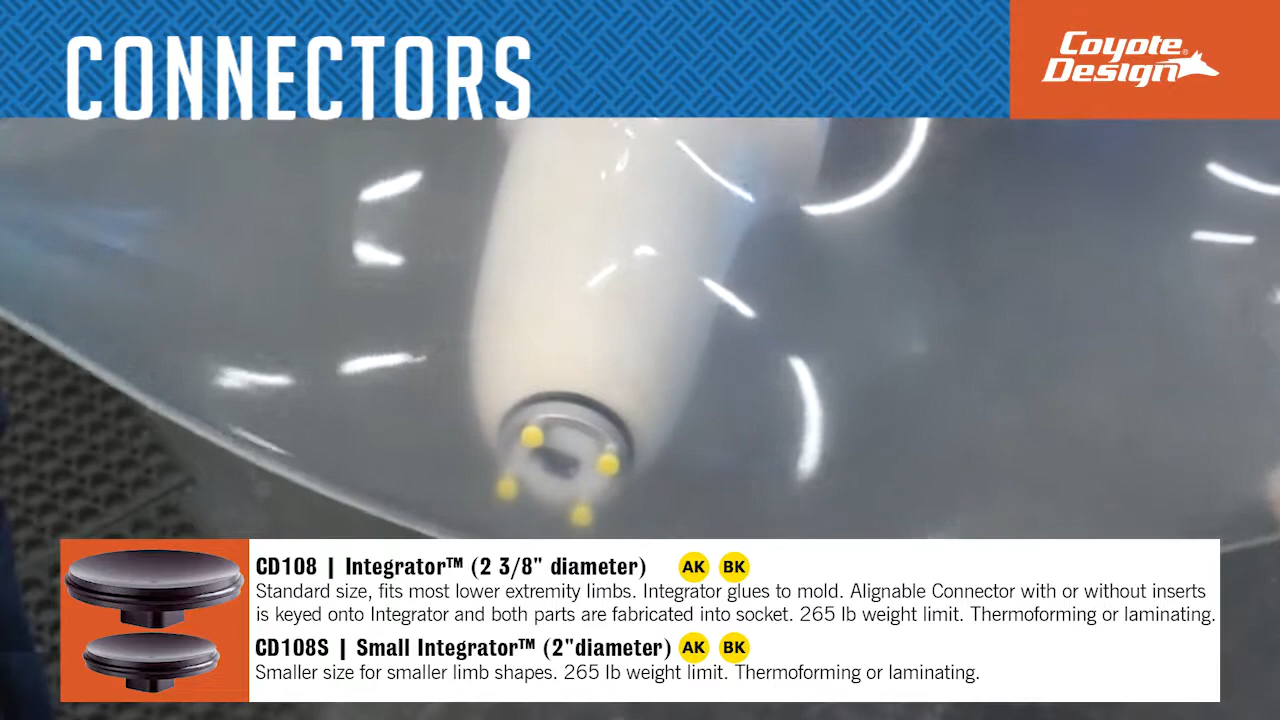 CONNECTORS
Coyote®
Design
CD108 | Integrator™ (2 3/8" diameter) AK BK
Standard size, fits most lower extremity limbs. Integrator glues to mold. Alignable Connector with or without inserts
is keyed onto Integrator and both parts are fabricated into socket. 265 lb weight limit. Thermoforming or laminating.
CD108S | Small Integrator™ (2"diameter) AK BK
Smaller size for smaller limb shapes. 265 lb weight limit. Thermoforming or laminating.